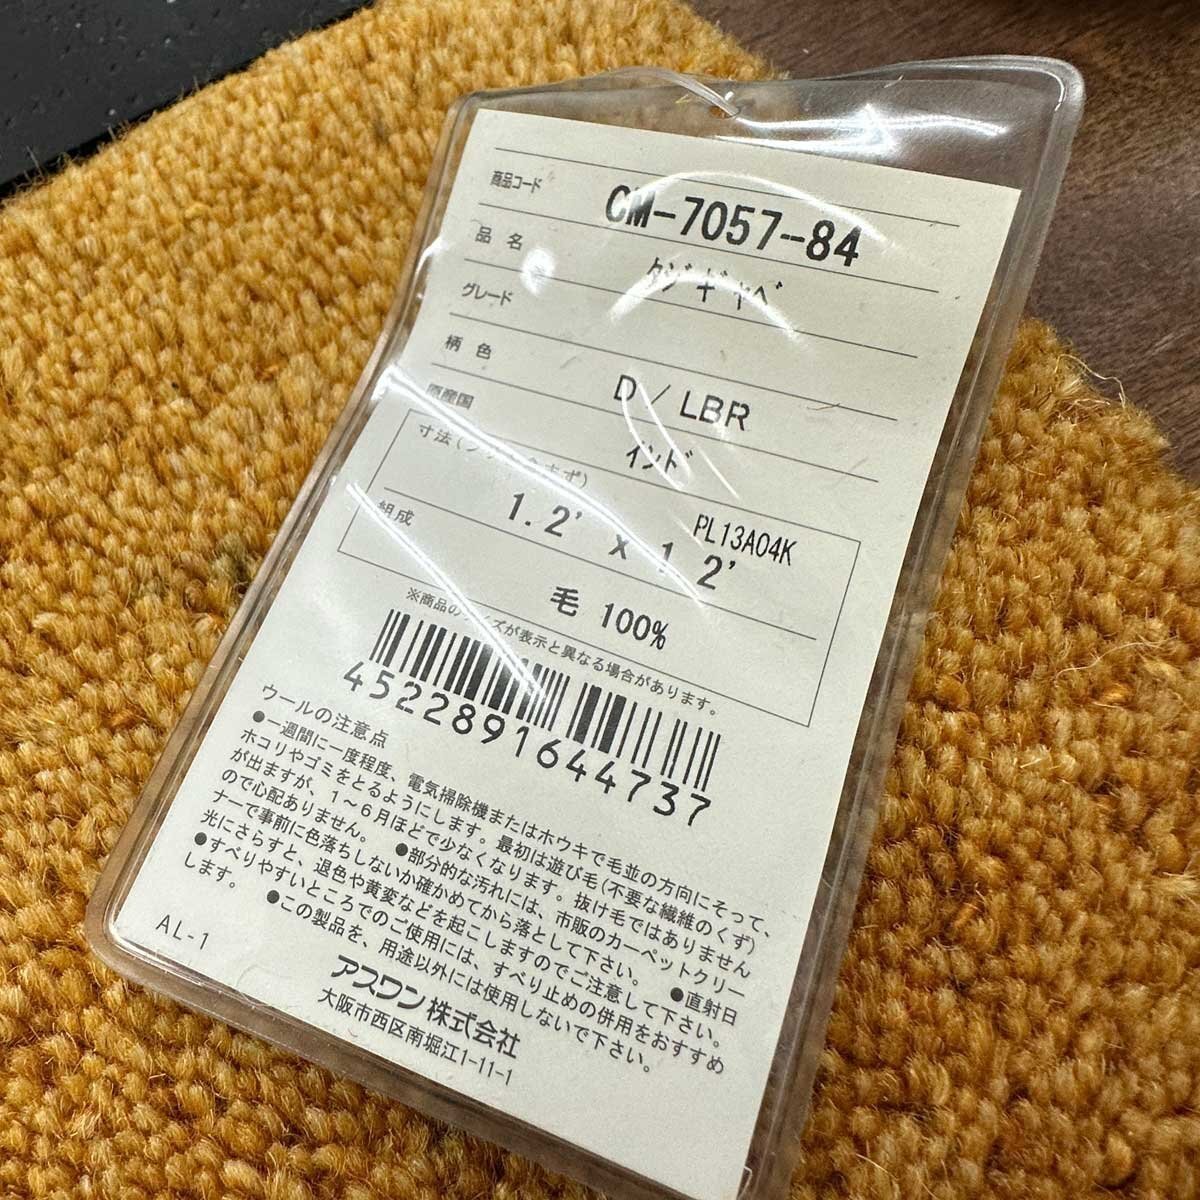 商品コード CM-7057-84
品名 タジギャベ
グレード
柄色 D／LBR
原産国 インド
寸法( PL13A04K
1.2' x 1 2'
組成 毛 100%
※商品のサイズが表示と異なる場合があります。
4522891644737
ウールの注意点
●一週間に一度程度、電気掃除機またはホウキで毛並の方向にそって、
ホコリやゴミをとるようにします。最初は遊び毛(不要な繊維のくず)
が出ますが、1～6月ほどで少なくなります。抜け毛ではありません
ので心配ありません。 ●部分的な汚れには、市販のカーペットクリー
ナーで事前に色落ちしないか確かめてから落として下さい。 ●直射日
光にさらすと、退色や黄変などを起こしますのでご注意して下さい。
●すべりやすいところでのご使用には、すべり止めの併用をおすすめ
します。 ●この製品を、用途以外には使用しないで下さい。
アスワン株式会社
AL-1 大阪市西区南堀江1-11-1